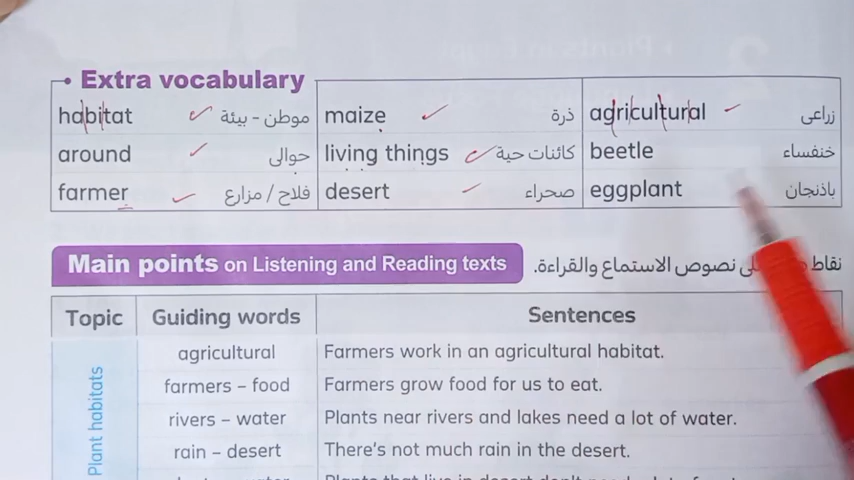 Extra vocabulary
habitat موطن - بيئة
maize ذرة
agricultural زراعى
around حوالى
living things كائنات حية
beetle خنفساء
farmer فلاح / مزارع
desert صحراء
eggplant باذنجان
Main points on Listening and Reading texts
نقاط نصوص الاستماع والقراءة.
Topic Guiding words Sentences
Plant habitats
agricultural Farmers work in an agricultural habitat.
farmers – food Farmers grow food for us to eat.
rivers – water Plants near rivers and lakes need a lot of water.
rain – desert There's not much rain in the desert.